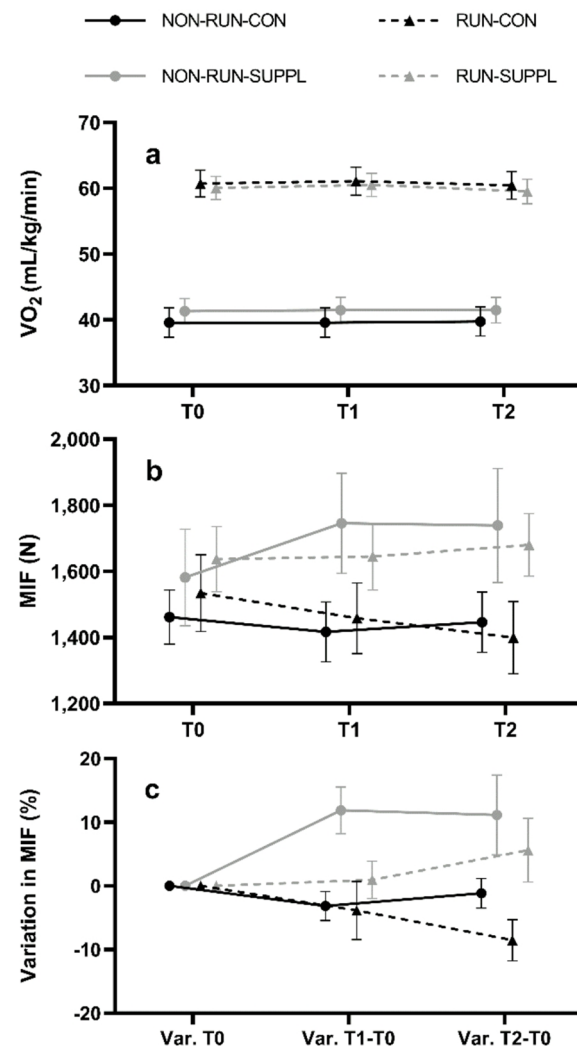 NON-RUN-CON RUN-CON
NON-RUN-SUPPL RUN-SUPPL
a
VO₂ (mL/kg/min)
70
60
50
40
30
T0 T1 T2
b
MIF (N)
2,000
1,800
1,600
1,400
1,200
T0 T1 T2
c
Variation in MIF (%)
20
10
0
-10
-20
Var. T0 Var. T1-T0 Var. T2-T0